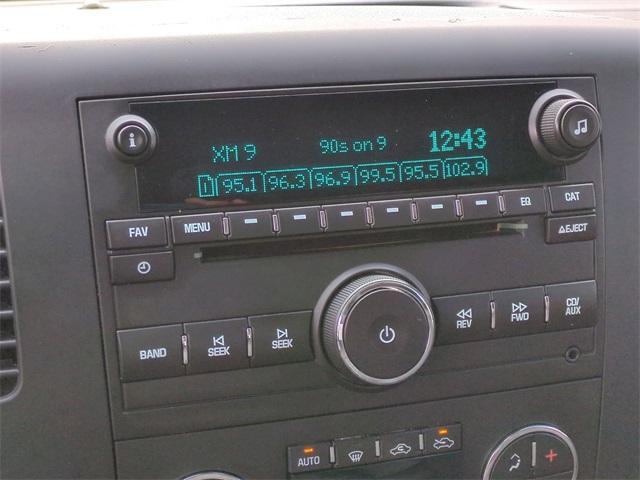 XM 9 90s on 9 12:43
1 95.1 96.3 96.9 99.5 95.5 102.9
i
FAV MENU EQ CAT
EJECT
BAND SEEK SEEK REV FWD CD/
AUX
AUTO